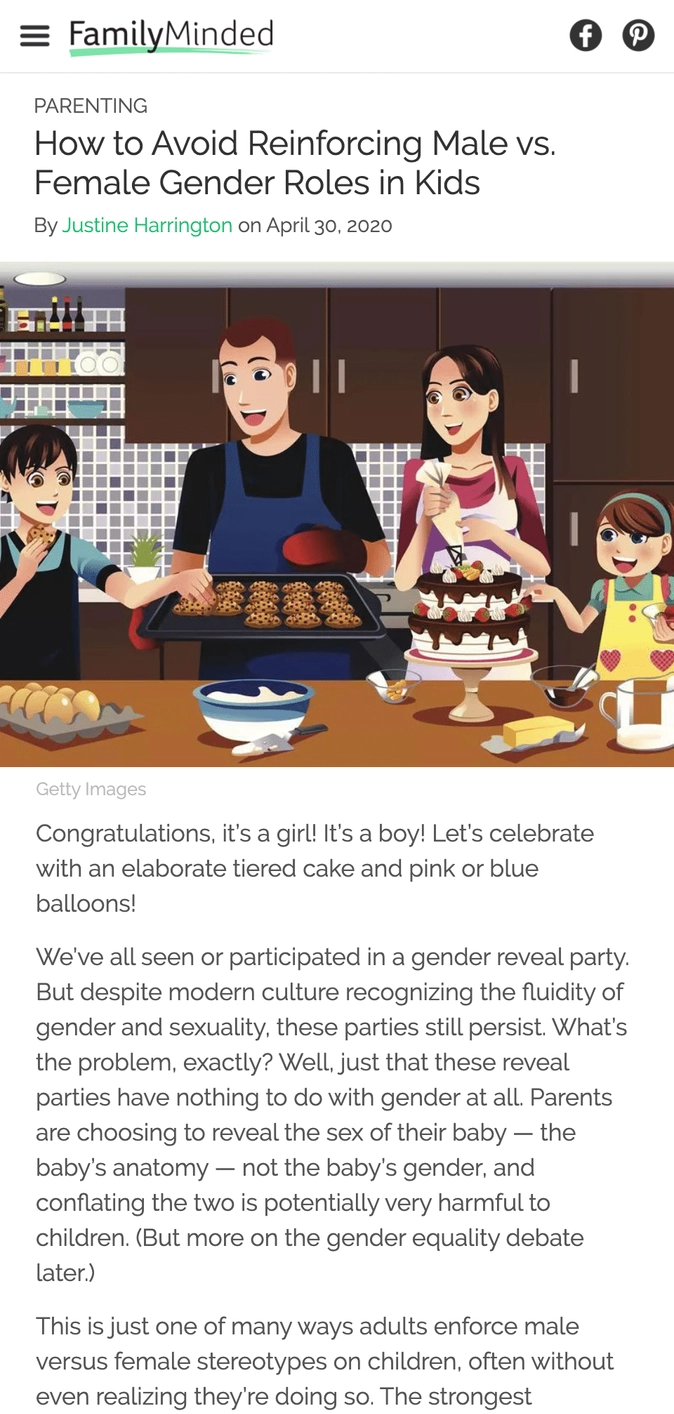 FamilyMinded
PARENTING
How to Avoid Reinforcing Male vs.
Female Gender Roles in Kids
By Justine Harrington on April 30, 2020
Getty Images
Congratulations, it's a girl! It's a boy! Let's celebrate
with an elaborate tiered cake and pink or blue
balloons!
We've all seen or participated in a gender reveal party.
But despite modern culture recognizing the fluidity of
gender and sexuality, these parties still persist. What's
the problem, exactly? Well, just that these reveal
parties have nothing to do with gender at all. Parents
are choosing to reveal the sex of their baby — the
baby's anatomy — not the baby's gender, and
conflating the two is potentially very harmful to
children. (But more on the gender equality debate
later.)
This is just one of many ways adults enforce male
versus female stereotypes on children, often without
even realizing they're doing so. The strongest